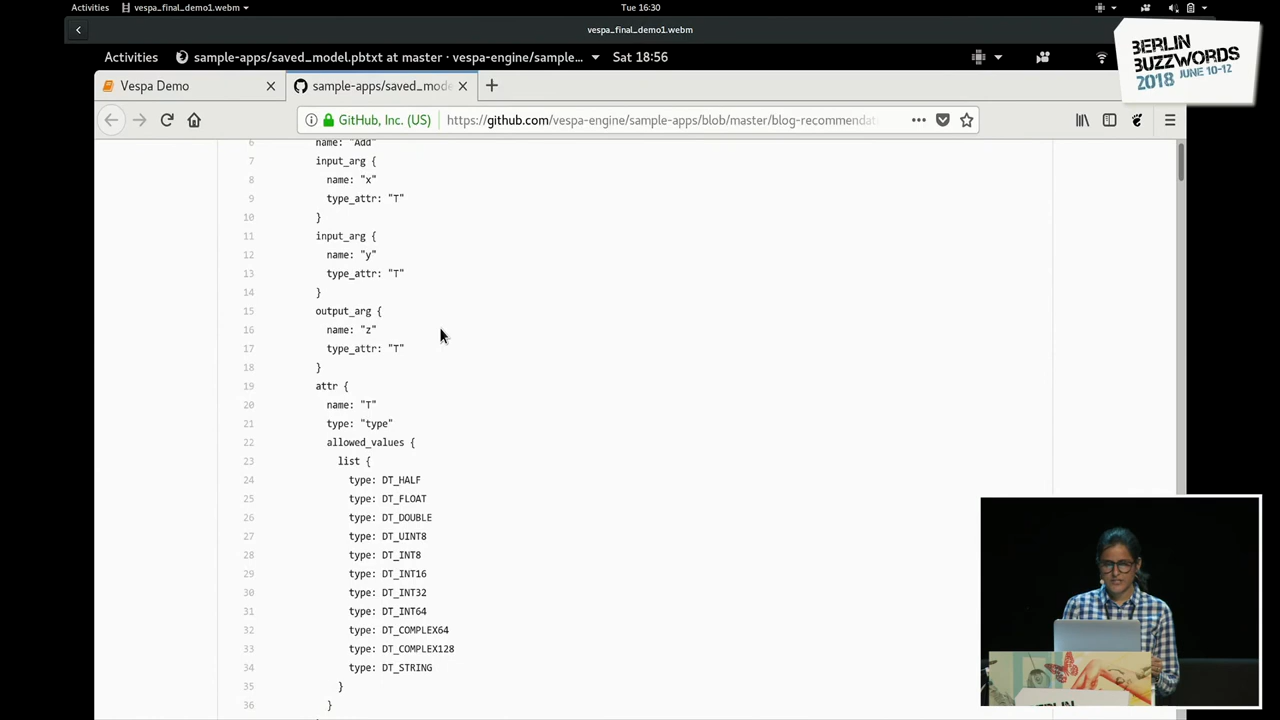 Activities vespa_final_demo1.webm Tue 16:30
vespa_final_demo1.webm
BERLIN
BUZZWORDS
2018 JUNE 10-12
Activities sample-apps/saved_model.pbtxt at master · vespa-engine/sample... Sat 18:56
Vespa Demo sample-apps/saved_mode
GitHub, Inc. (US) https://github.com/vespa-engine/sample-apps/blob/master/blog-recommendat
6 name: "Add"
7 input_arg {
8 name: "x"
9 type_attr: "T"
10 }
11 input_arg {
12 name: "y"
13 type_attr: "T"
14 }
15 output_arg {
16 name: "z"
17 type_attr: "T"
18 }
19 attr {
20 name: "T"
21 type: "type"
22 allowed_values {
23 list {
24 type: DT_HALF
25 type: DT_FLOAT
26 type: DT_DOUBLE
27 type: DT_UINT8
28 type: DT_INT8
29 type: DT_INT16
30 type: DT_INT32
31 type: DT_INT64
32 type: DT_COMPLEX64
33 type: DT_COMPLEX128
34 type: DT_STRING
35 }
36 }